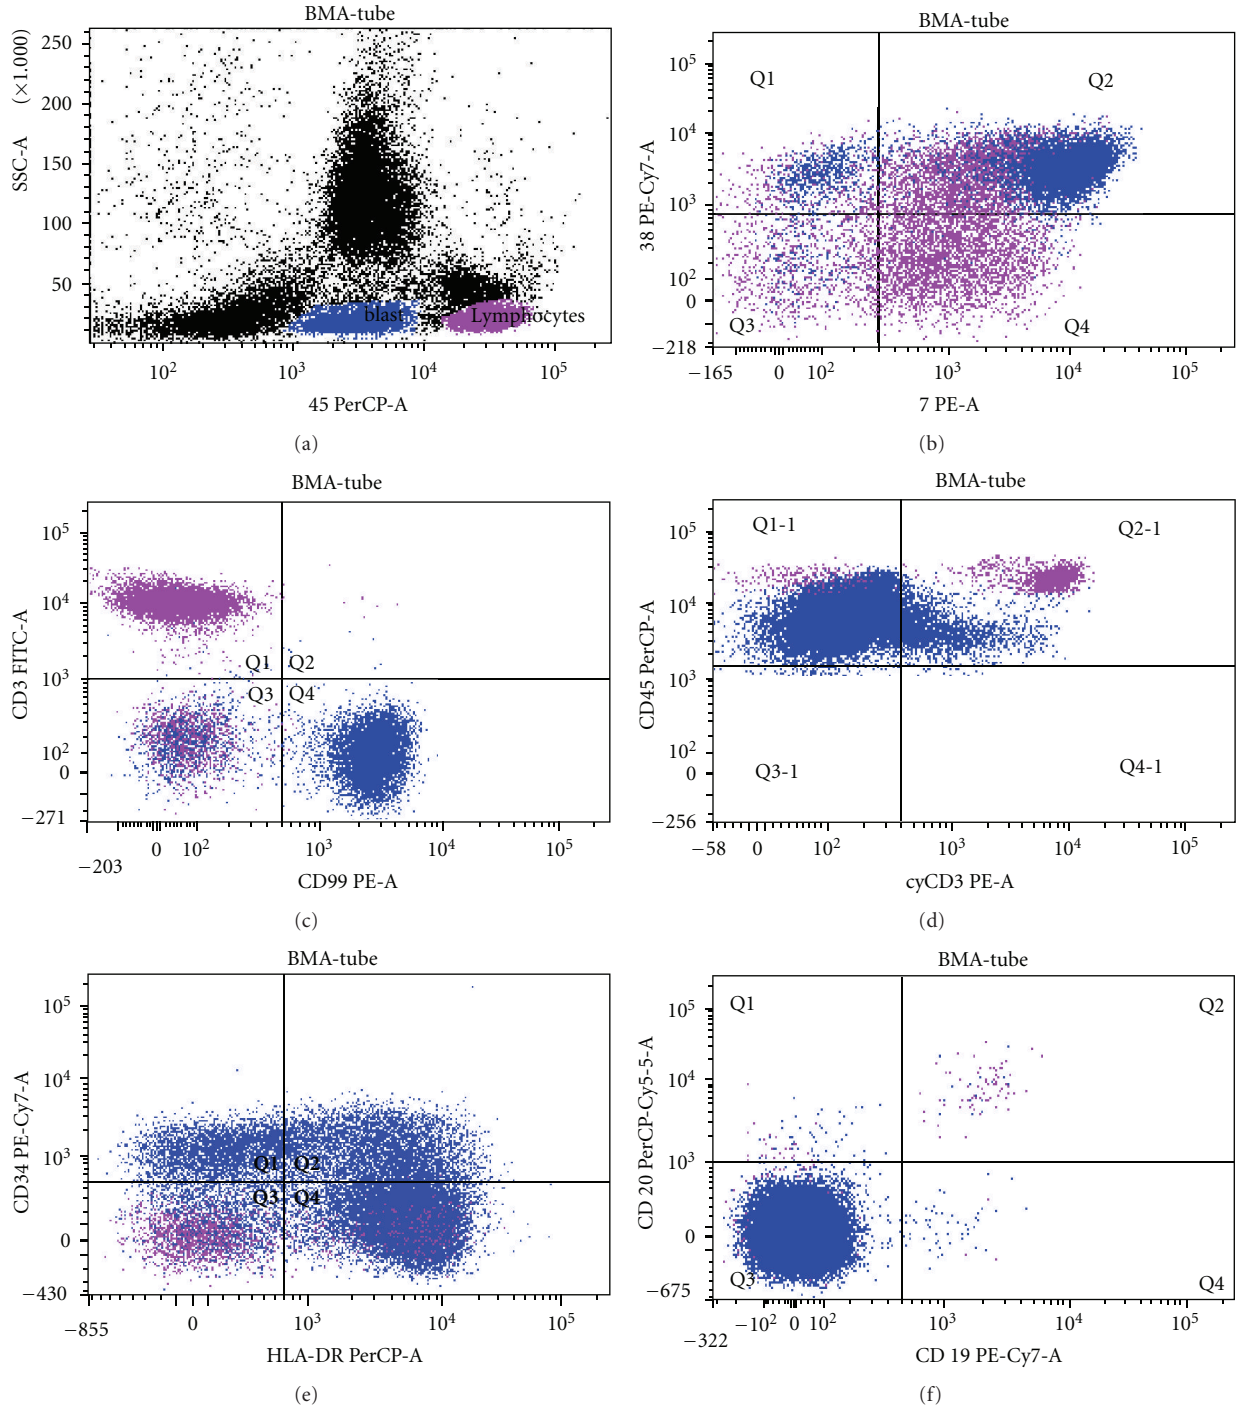 BMA-tube
SSC-A (×1.000)
250
200
150
100
50
blast
Lymphocytes
10² 10³ 10⁴ 10⁵
45 PerCP-A
(a)
BMA-tube
38 PE-Cy7-A
10⁵
10⁴
10³
10²
0
−218
Q1 Q2
Q3 Q4
−165 0 10² 10³ 10⁴ 10⁵
7 PE-A
(b)
BMA-tube
CD3 FITC-A
10⁵
10⁴
10³
10²
0
−271
Q1 Q2
Q3 Q4
−203 0 10² 10³ 10⁴ 10⁵
CD99 PE-A
(c)
BMA-tube
CD45 PerCP-A
10⁵
10⁴
10³
10²
0
−256
Q1-1 Q2-1
Q3-1 Q4-1
−58 0 10² 10³ 10⁴ 10⁵
cyCD3 PE-A
(d)
BMA-tube
CD34 PE-Cy7-A
10⁵
10⁴
10³
0
−430
Q1 Q2
Q3 Q4
−855 0 10³ 10⁴ 10⁵
HLA-DR PerCP-A
(e)
BMA-tube
CD 20 PerCP-Cy5-5-A
10⁵
10⁴
10³
0
−675
Q1 Q2
Q3 Q4
−322 −10² 0 10² 10³ 10⁴ 10⁵
CD 19 PE-Cy7-A
(f)